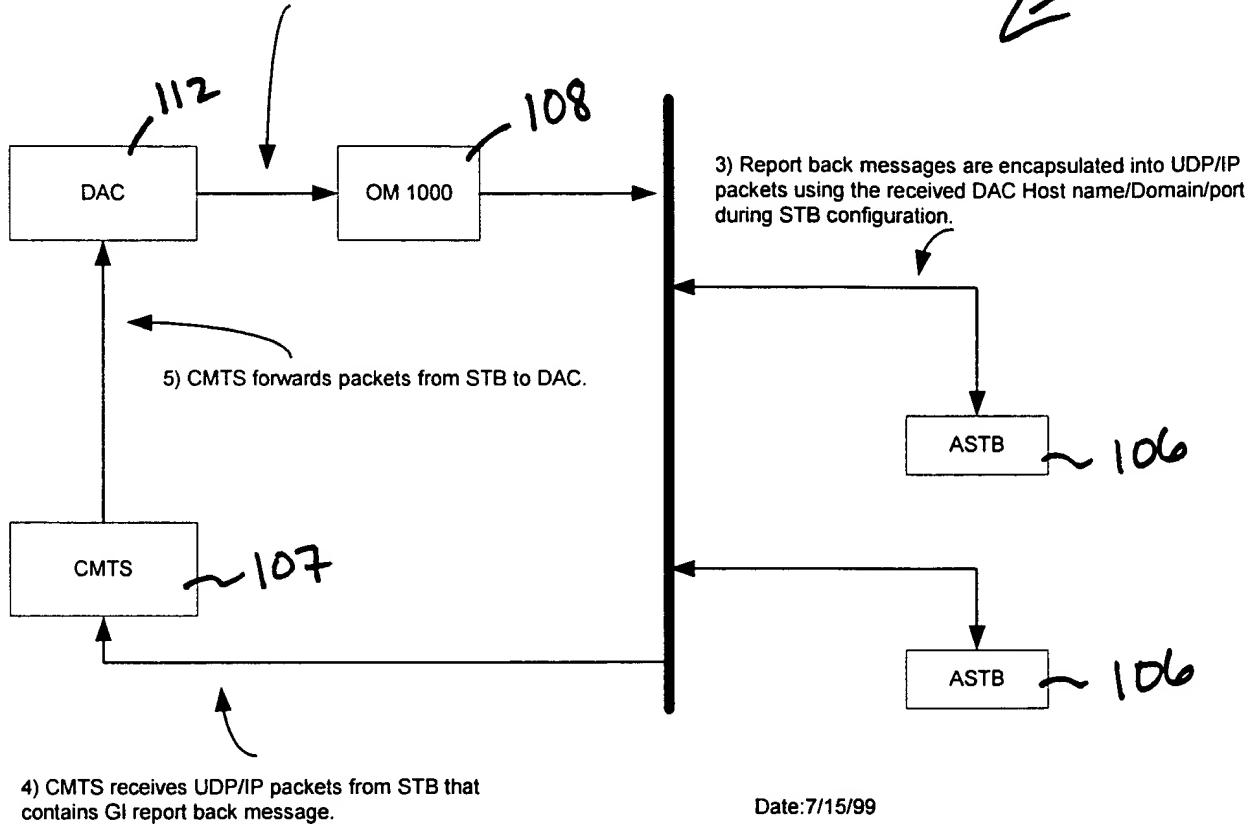 112
108
DAC
OM 1000
3) Report back messages are encapsulated into UDP/IP
packets using the received DAC Host name/Domain/port
during STB configuration.
5) CMTS forwards packets from STB to DAC.
ASTB
106
CMTS
107
ASTB
106
4) CMTS receives UDP/IP packets from STB that
contains GI report back message.
Date:7/15/99